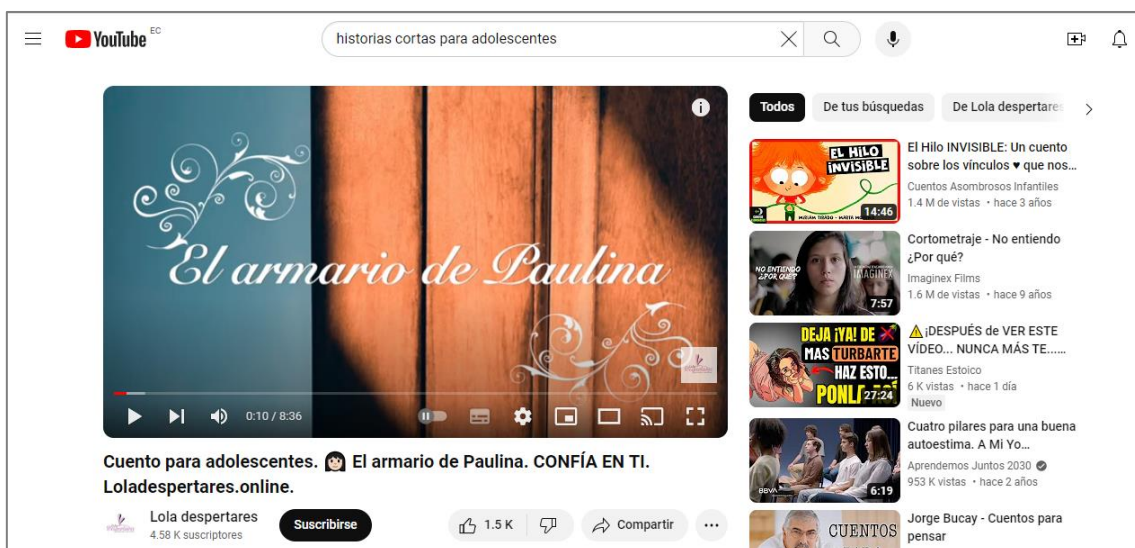 YouTube EC
historias cortas para adolescentes
El armario de Paulina
0:10 / 8:36
Cuento para adolescentes. 👩🏻 El armario de Paulina. CONFÍA EN TI.
Loladespertares.online.
Lola despertares
4.58 K suscriptores
Suscribirse
1.5 K
Compartir
Todos
De tus búsquedas
De Lola despertares
EL HILO
INVISIBLE
14:46
El Hilo INVISIBLE: Un cuento
sobre los vínculos ♥ que nos...
Cuentos Asombrosos Infantiles
1.4 M de vistas • hace 3 años
NO ENTIENDO
¿POR QUÉ?
IMAGINEX
7:57
Cortometraje - No entiendo
¿Por qué?
Imaginex Films
1.6 M de vistas • hace 9 años
DEJA ¡YA! DE
MAS TURBARTE
HAZ ESTO...
PONLA ASÍ
27:24
⚠️¡DESPUÉS de VER ESTE
VÍDEO... NUNCA MÁS TE......
Titanes Estoico
6 K vistas • hace 1 día
Nuevo
BBVA
6:19
Cuatro pilares para una buena
autoestima. A Mi Yo...
Aprendemos Juntos 2030
953 K vistas • hace 2 años
CUENTOS
Jorge Bucay - Cuentos para
pensar